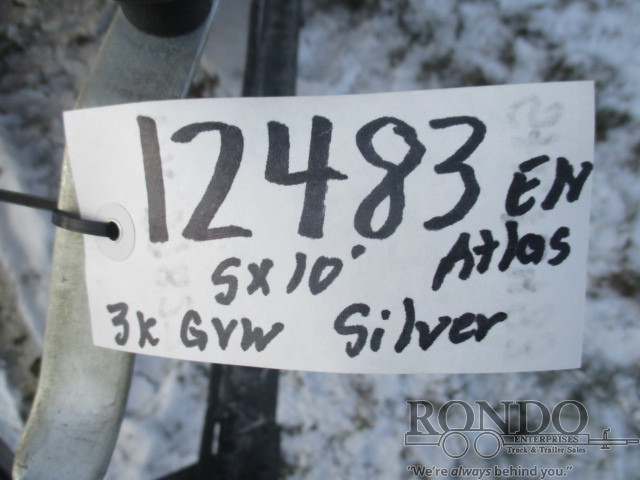 12483 EN
5x10' Atlas
3K GVW Silver
RONDO
ENTERPRISES
Truck & Trailer Sales
"We're always behind you."